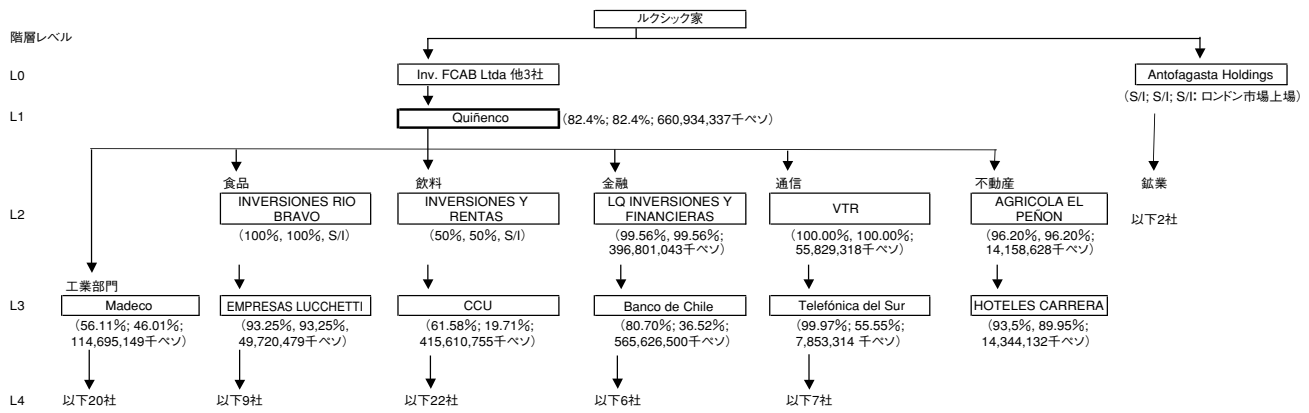 ルクシック家
階層レベル
L0
Inv. FCAB Ltda 他3社
Antofagasta Holdings
(S/I; S/I; S/I: ロンドン市場上場)
L1
Quiñenco
(82.4%; 82.4%; 660,934,337千ペソ)
食品
飲料
金融
通信
不動産
鉱業
L2
INVERSIONES RIO
BRAVO
(100%, 100%, S/I)
INVERSIONES Y
RENTAS
(50%, 50%, S/I)
LQ INVERSIONES Y
FINANCIERAS
(99.56%, 99.56%;
396,801,043千ペソ)
VTR
(100.00%, 100.00%;
55,829,318千ペソ)
AGRICOLA EL
PEÑON
(96.20%, 96.20%;
14,158,628千ペソ)
以下2社
工業部門
L3
Madeco
(56.11%; 46.01%;
114,695,149千ペソ)
EMPRESAS LUCCHETTI
(93.25%, 93,25%,
49,720,479千ペソ)
CCU
(61.58%; 19.71%;
415,610,755千ペソ)
Banco de Chile
(80.70%; 36.52%;
565,626,500千ペソ)
Telefónica del Sur
(99.97%; 55.55%;
7,853,314 千ペソ)
HOTELES CARRERA
(93,5%, 89.95%;
14,344,132千ペソ)
L4
以下20社
以下9社
以下22社
以下6社
以下7社